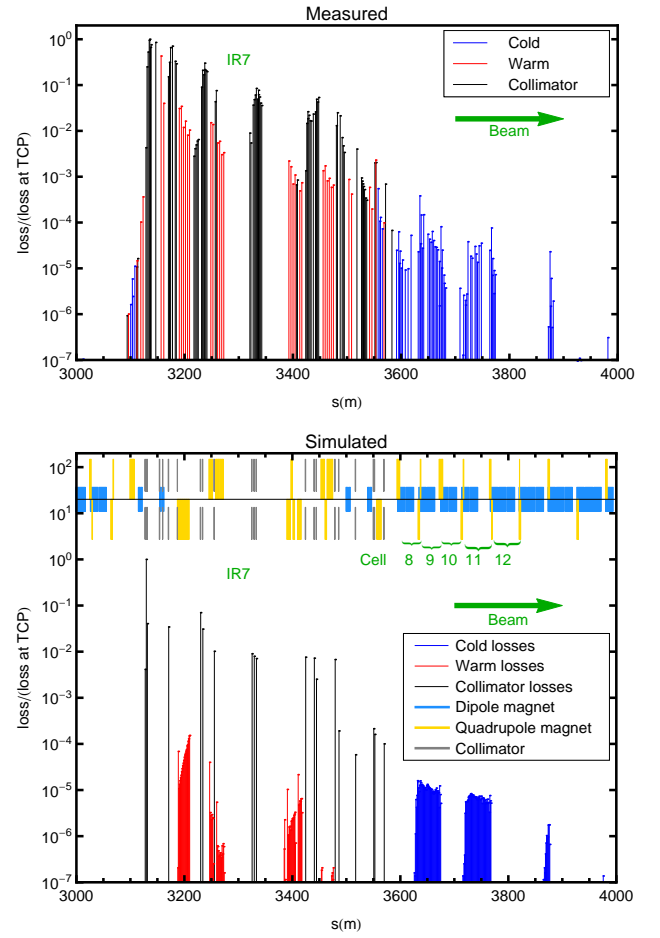 Measured
10^0
10^-1
10^-2
10^-3
10^-4
10^-5
10^-6
10^-7
loss/(loss at TCP)
IR7
Cold
Warm
Collimator
Beam
3000 3200 3400 3600 3800 4000
s(m)
Simulated
10^2
10^1
10^0
10^-1
10^-2
10^-3
10^-4
10^-5
10^-6
10^-7
loss/(loss at TCP)
Cell 8 9 10 11 12
IR7
Beam
Cold losses
Warm losses
Collimator losses
Dipole magnet
Quadrupole magnet
Collimator
3000 3200 3400 3600 3800 4000
s(m)